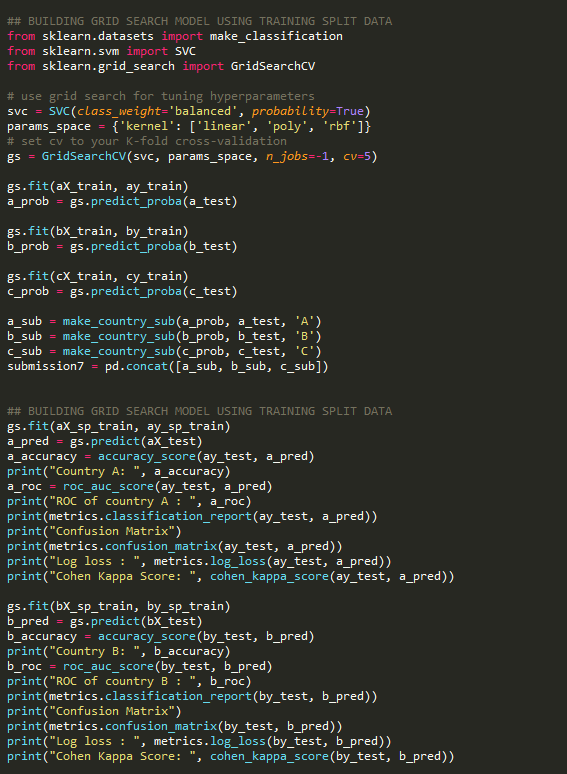 ## BUILDING GRID SEARCH MODEL USING TRAINING SPLIT DATA
from sklearn.datasets import make_classification
from sklearn.svm import SVC
from sklearn.grid_search import GridSearchCV
# use grid search for tuning hyperparameters
svc = SVC(class_weight='balanced', probability=True)
params_space = {'kernel': ['linear', 'poly', 'rbf']}
# set cv to your K-fold cross-validation
gs = GridSearchCV(svc, params_space, n_jobs=-1, cv=5)
gs.fit(aX_train, ay_train)
a_prob = gs.predict_proba(a_test)
gs.fit(bX_train, by_train)
b_prob = gs.predict_proba(b_test)
gs.fit(cX_train, cy_train)
c_prob = gs.predict_proba(c_test)
a_sub = make_country_sub(a_prob, a_test, 'A')
b_sub = make_country_sub(b_prob, b_test, 'B')
c_sub = make_country_sub(c_prob, c_test, 'C')
submission7 = pd.concat([a_sub, b_sub, c_sub])
## BUILDING GRID SEARCH MODEL USING TRAINING SPLIT DATA
gs.fit(aX_sp_train, ay_sp_train)
a_pred = gs.predict(aX_test)
a_accuracy = accuracy_score(ay_test, a_pred)
print("Country A: ", a_accuracy)
a_roc = roc_auc_score(ay_test, a_pred)
print("ROC of country A : ", a_roc)
print(metrics.classification_report(ay_test, a_pred))
print("Confusion Matrix")
print(metrics.confusion_matrix(ay_test, a_pred))
print("Log loss : ", metrics.log_loss(ay_test, a_pred))
print("Cohen Kappa Score: ", cohen_kappa_score(ay_test, a_pred))
gs.fit(bX_sp_train, by_sp_train)
b_pred = gs.predict(bX_test)
b_accuracy = accuracy_score(by_test, b_pred)
print("Country B: ", b_accuracy)
b_roc = roc_auc_score(by_test, b_pred)
print("ROC of country B : ", b_roc)
print(metrics.classification_report(by_test, b_pred))
print("Confusion Matrix")
print(metrics.confusion_matrix(by_test, b_pred))
print("Log loss : ", metrics.log_loss(by_test, b_pred))
print("Cohen Kappa Score: ", cohen_kappa_score(by_test, b_pred))